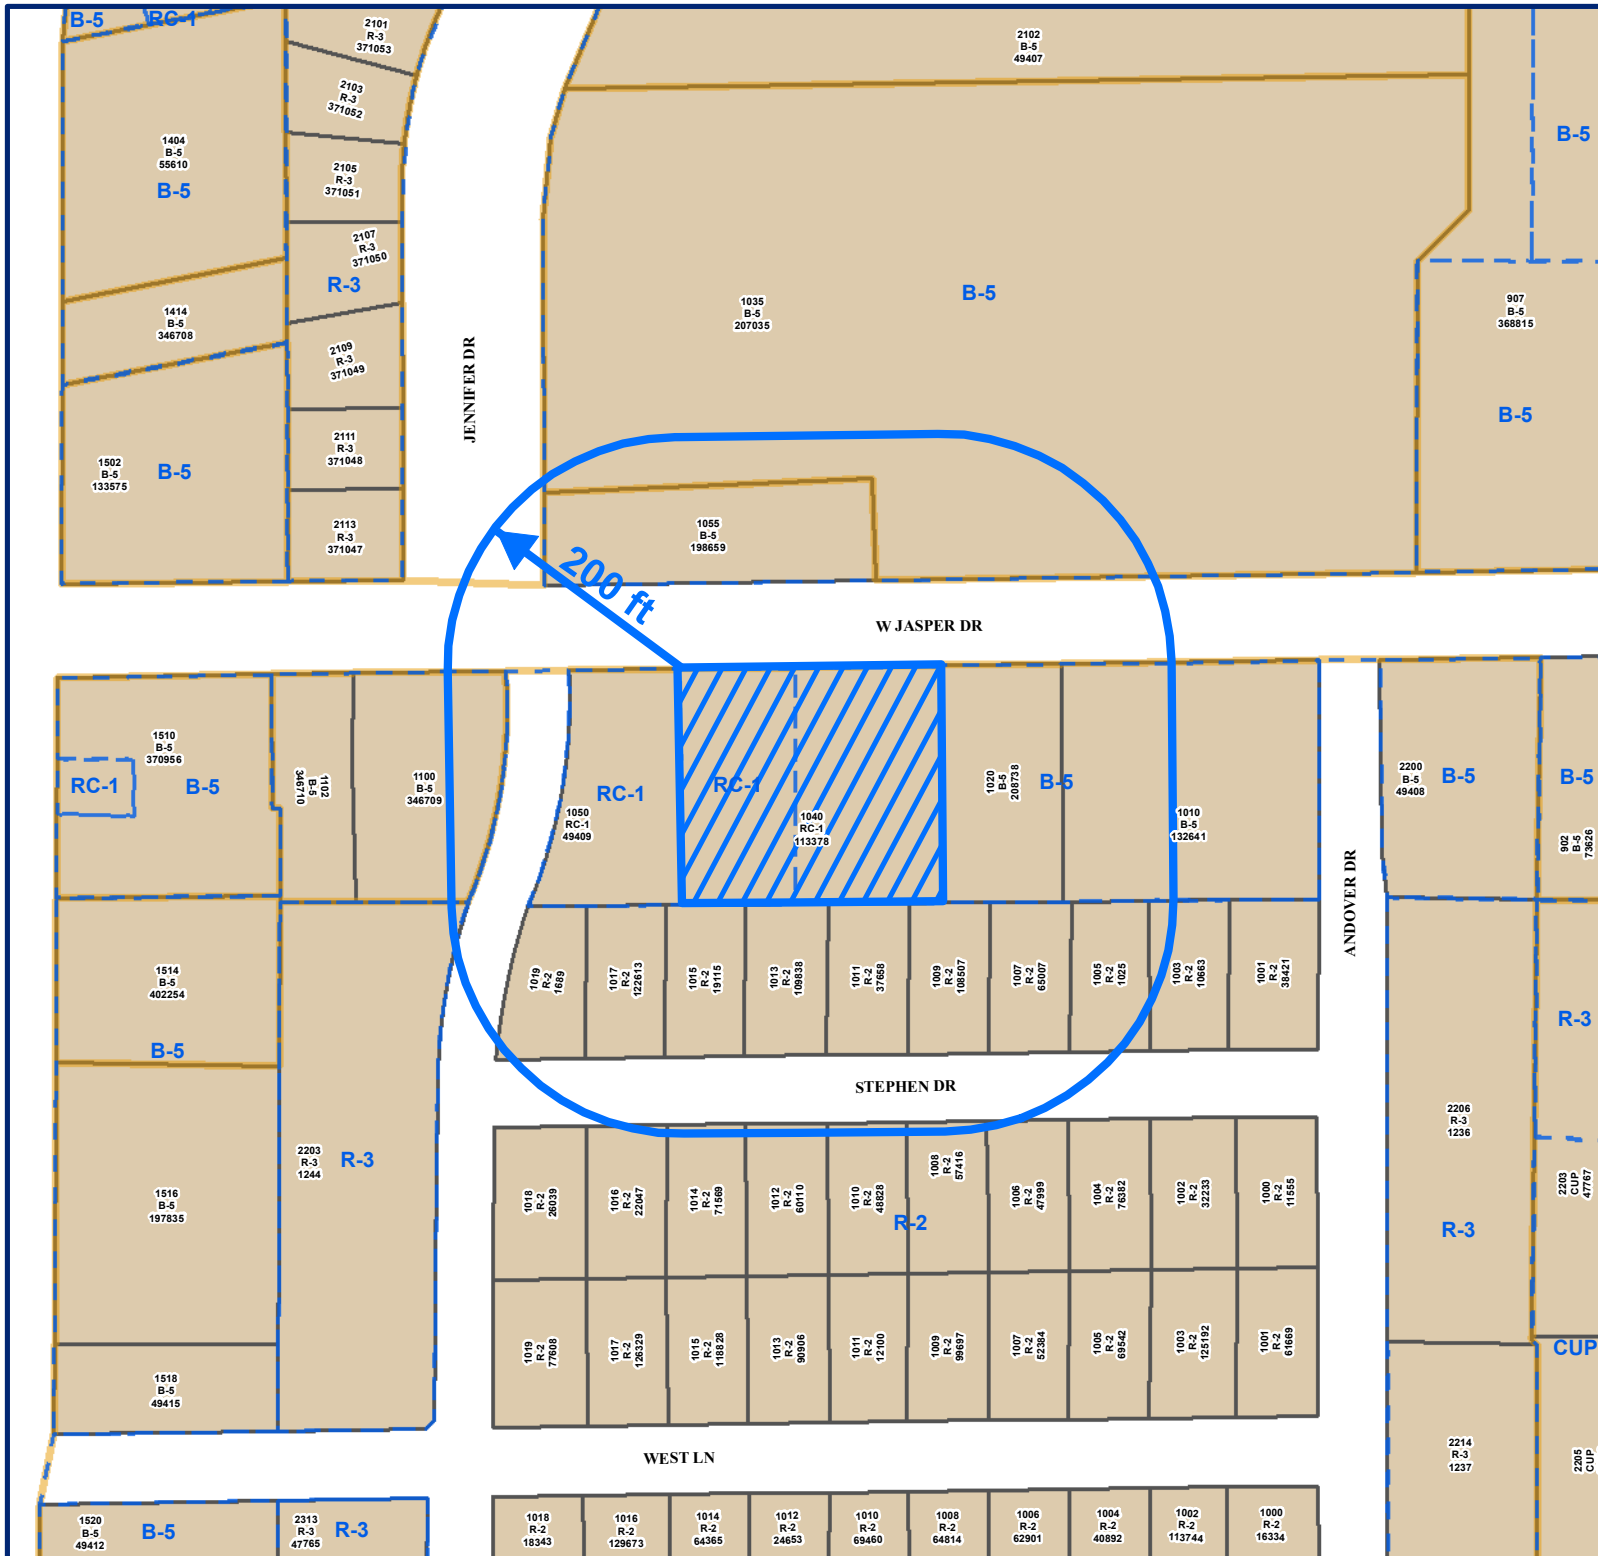 B-5
RC-1
2101
R-3
371053
2102
B-5
49407
2103
R-3
371052
1404
B-5
55610
B-5
B-5
2105
R-3
371051
2107
R-3
371050
R-3
B-5
1035
B-5
207035
907
B-5
368815
1414
B-5
346708
2109
R-3
371049
JENNIFER DR
B-5
2111
R-3
371048
1502
B-5
133575
B-5
2113
R-3
371047
1055
B-5
198659
200 ft
W JASPER DR
1510
B-5
370956
RC-1
B-5
1102
B-5
346710
1100
B-5
346709
1050
RC-1
49409
RC-1
RC-1
1040
RC-1
113378
1020
B-5
208738
B-5
1010
B-5
132641
2200
B-5
49408
B-5
B-5
902
B-5
73626
ANDOVER DR
1514
B-5
402254
1019
R-2
1689
1017
R-2
122613
1015
R-2
19115
1013
R-2
109838
1011
R-2
37658
1009
R-2
108507
1007
R-2
65007
1005
R-2
1025
1003
R-2
10663
1001
R-2
38421
R-3
B-5
STEPHEN DR
2206
R-3
1236
2203
R-3
1244
R-3
1516
B-5
197835
1018
R-2
26039
1016
R-2
22047
1014
R-2
71569
1012
R-2
60110
1010
R-2
48828
1008
R-2
57416
1006
R-2
47999
1004
R-2
76382
1002
R-2
32233
1000
R-2
11555
2203
CUP
47767
R-2
R-3
1019
R-2
77608
1017
R-2
126329
1015
R-2
118828
1013
R-2
90906
1011
R-2
12100
1009
R-2
99697
1007
R-2
52384
1005
R-2
69542
1003
R-2
125192
1001
R-2
61669
CUP
1518
B-5
49415
WEST LN
2214
R-3
1237
2205
CUP
1520
B-5
49412
B-5
2313
R-3
47765
R-3
1018
R-2
18343
1016
R-2
129673
1014
R-2
64365
1012
R-2
24653
1010
R-2
69460
1008
R-2
64814
1006
R-2
62901
1004
R-2
40892
1002
R-2
113744
1000
R-2
16334